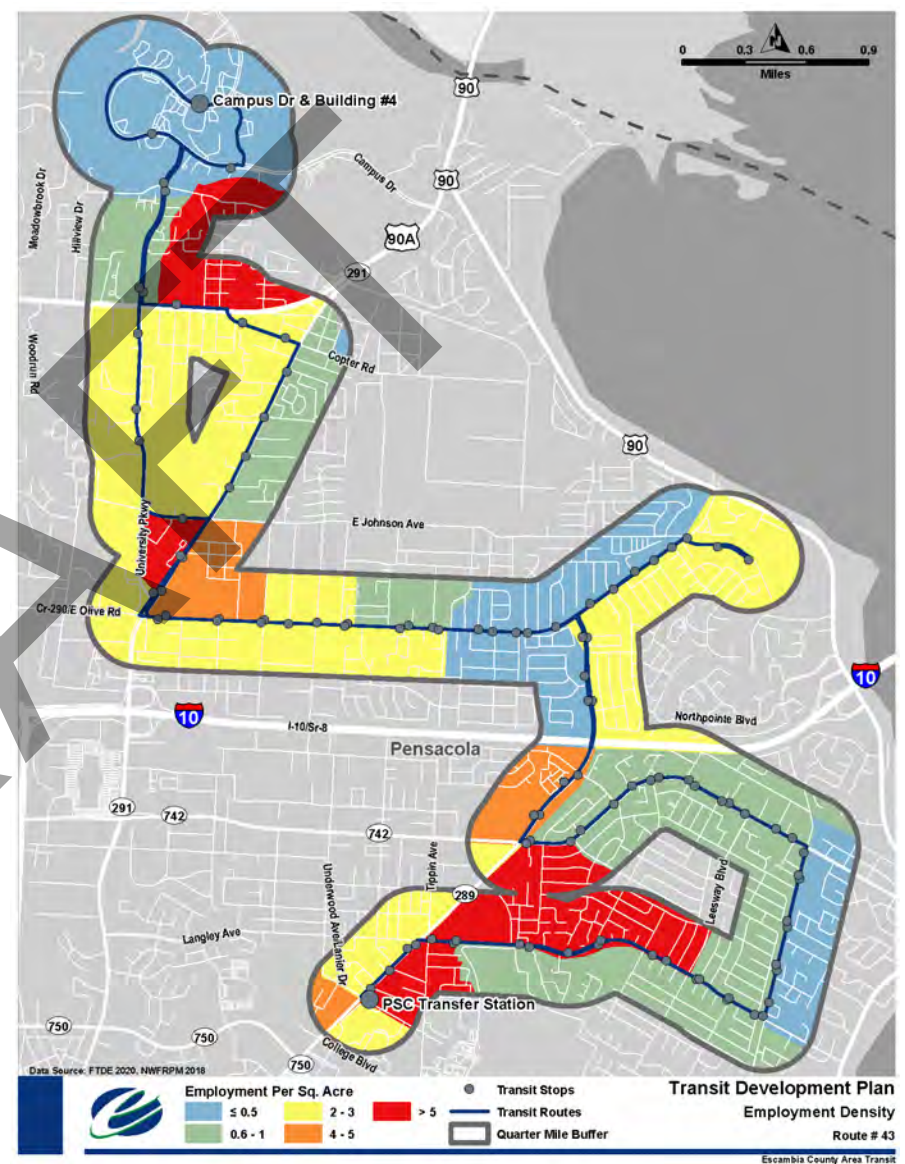 0 0.3 0.6 0.9
N
Miles
90
Campus Dr & Building #4
Campus Dr
90
Meadowbrook Dr
Hillview Dr
90A
291
Woodrun Rd
Copter Rd
90
University Pkwy
E Johnson Ave
Cr-290/E Olive Rd
10
10
Northpointe Blvd
I-10/Sr-8
Pensacola
291
742
742
Tippin Ave
Underwood Ave/Lanier Dr
289
Leesway Blvd
Langley Ave
PSC Transfer Station
750
750
750
College Blvd
Data Source: FTDE 2020, NWFRPM 2018
Employment Per Sq. Acre
≤ 0.5
2 - 3
> 5
0.6 - 1
4 - 5
Transit Stops
Transit Routes
Quarter Mile Buffer
Transit Development Plan
Employment Density
Route # 43
Escambia County Area Transit